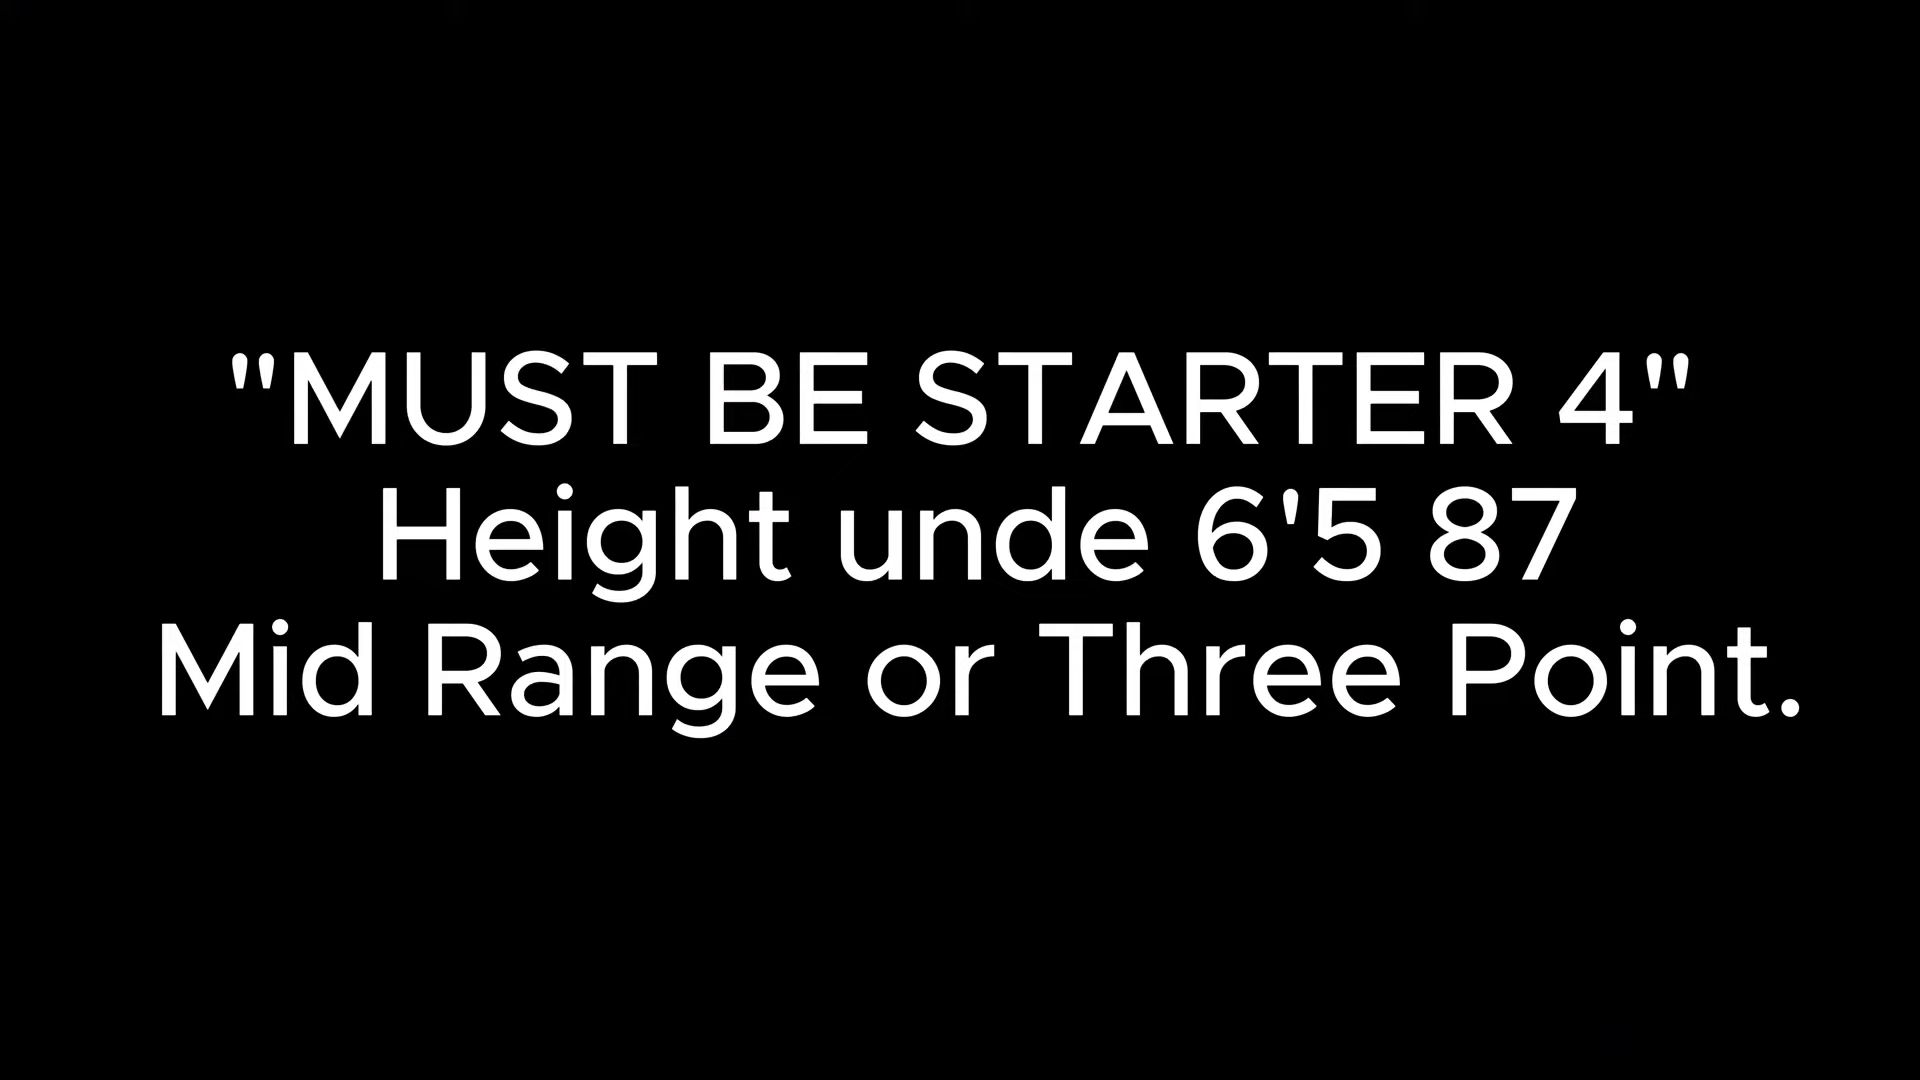 "MUST BE STARTER 4"
Height unde 6'5 87
Mid Range or Three Point.